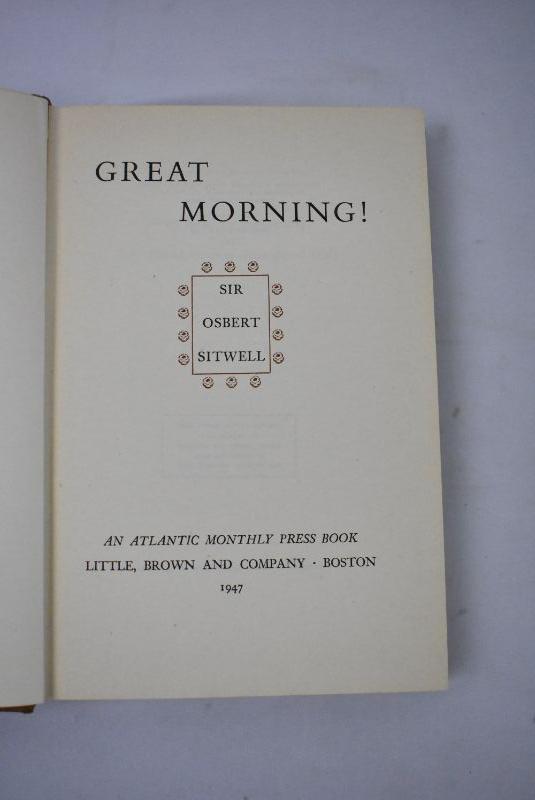 GREAT
MORNING!
SIR
OSBERT
SITWELL
AN ATLANTIC MONTHLY PRESS BOOK
LITTLE, BROWN AND COMPANY · BOSTON
1947